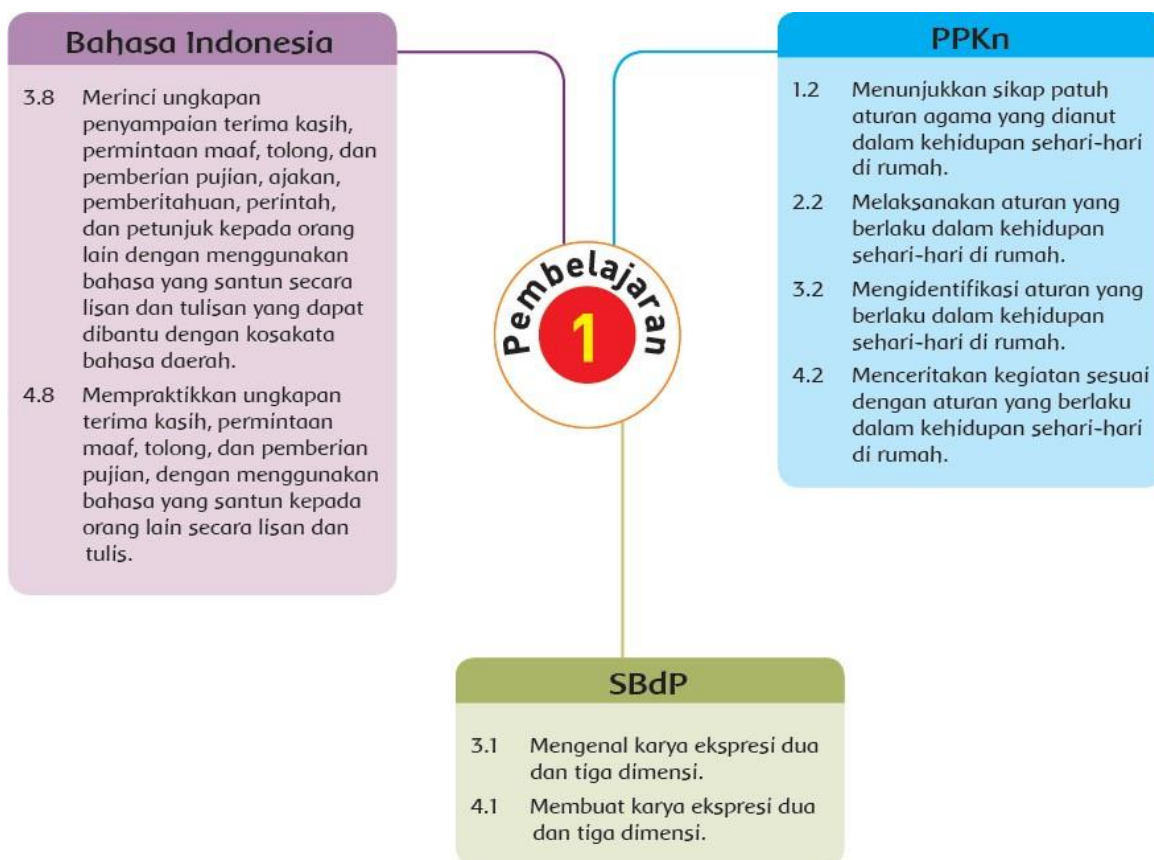 Bahasa Indonesia
3.8 Merinci ungkapan
penyampaian terima kasih,
permintaan maaf, tolong, dan
pemberian pujian, ajakan,
pemberitahuan, perintah,
dan petunjuk kepada orang
lain dengan menggunakan
bahasa yang santun secara
lisan dan tulisan yang dapat
dibantu dengan kosakata
bahasa daerah.
4.8 Mempraktikkan ungkapan
terima kasih, permintaan
maaf, tolong, dan pemberian
pujian, dengan menggunakan
bahasa yang santun kepada
orang lain secara lisan dan
tulis.
Pembelajaran
1
PPKn
1.2 Menunjukkan sikap patuh
aturan agama yang dianut
dalam kehidupan sehari-hari
di rumah.
2.2 Melaksanakan aturan yang
berlaku dalam kehidupan
sehari-hari di rumah.
3.2 Mengidentifikasi aturan yang
berlaku dalam kehidupan
sehari-hari di rumah.
4.2 Menceritakan kegiatan sesuai
dengan aturan yang berlaku
dalam kehidupan sehari-hari
di rumah.
SBdP
3.1 Mengenal karya ekspresi dua
dan tiga dimensi.
4.1 Membuat karya ekspresi dua
dan tiga dimensi.